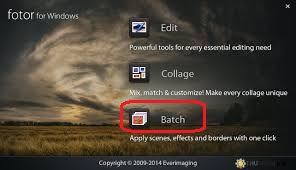 fotor for Windows
Edit
Powerful tools for every essential editing need
Collage
Mix, match & customize! Make every collage unique
Batch
Apply scenes, effects and borders with one click
Copyright © 2009-2014 Everimaging